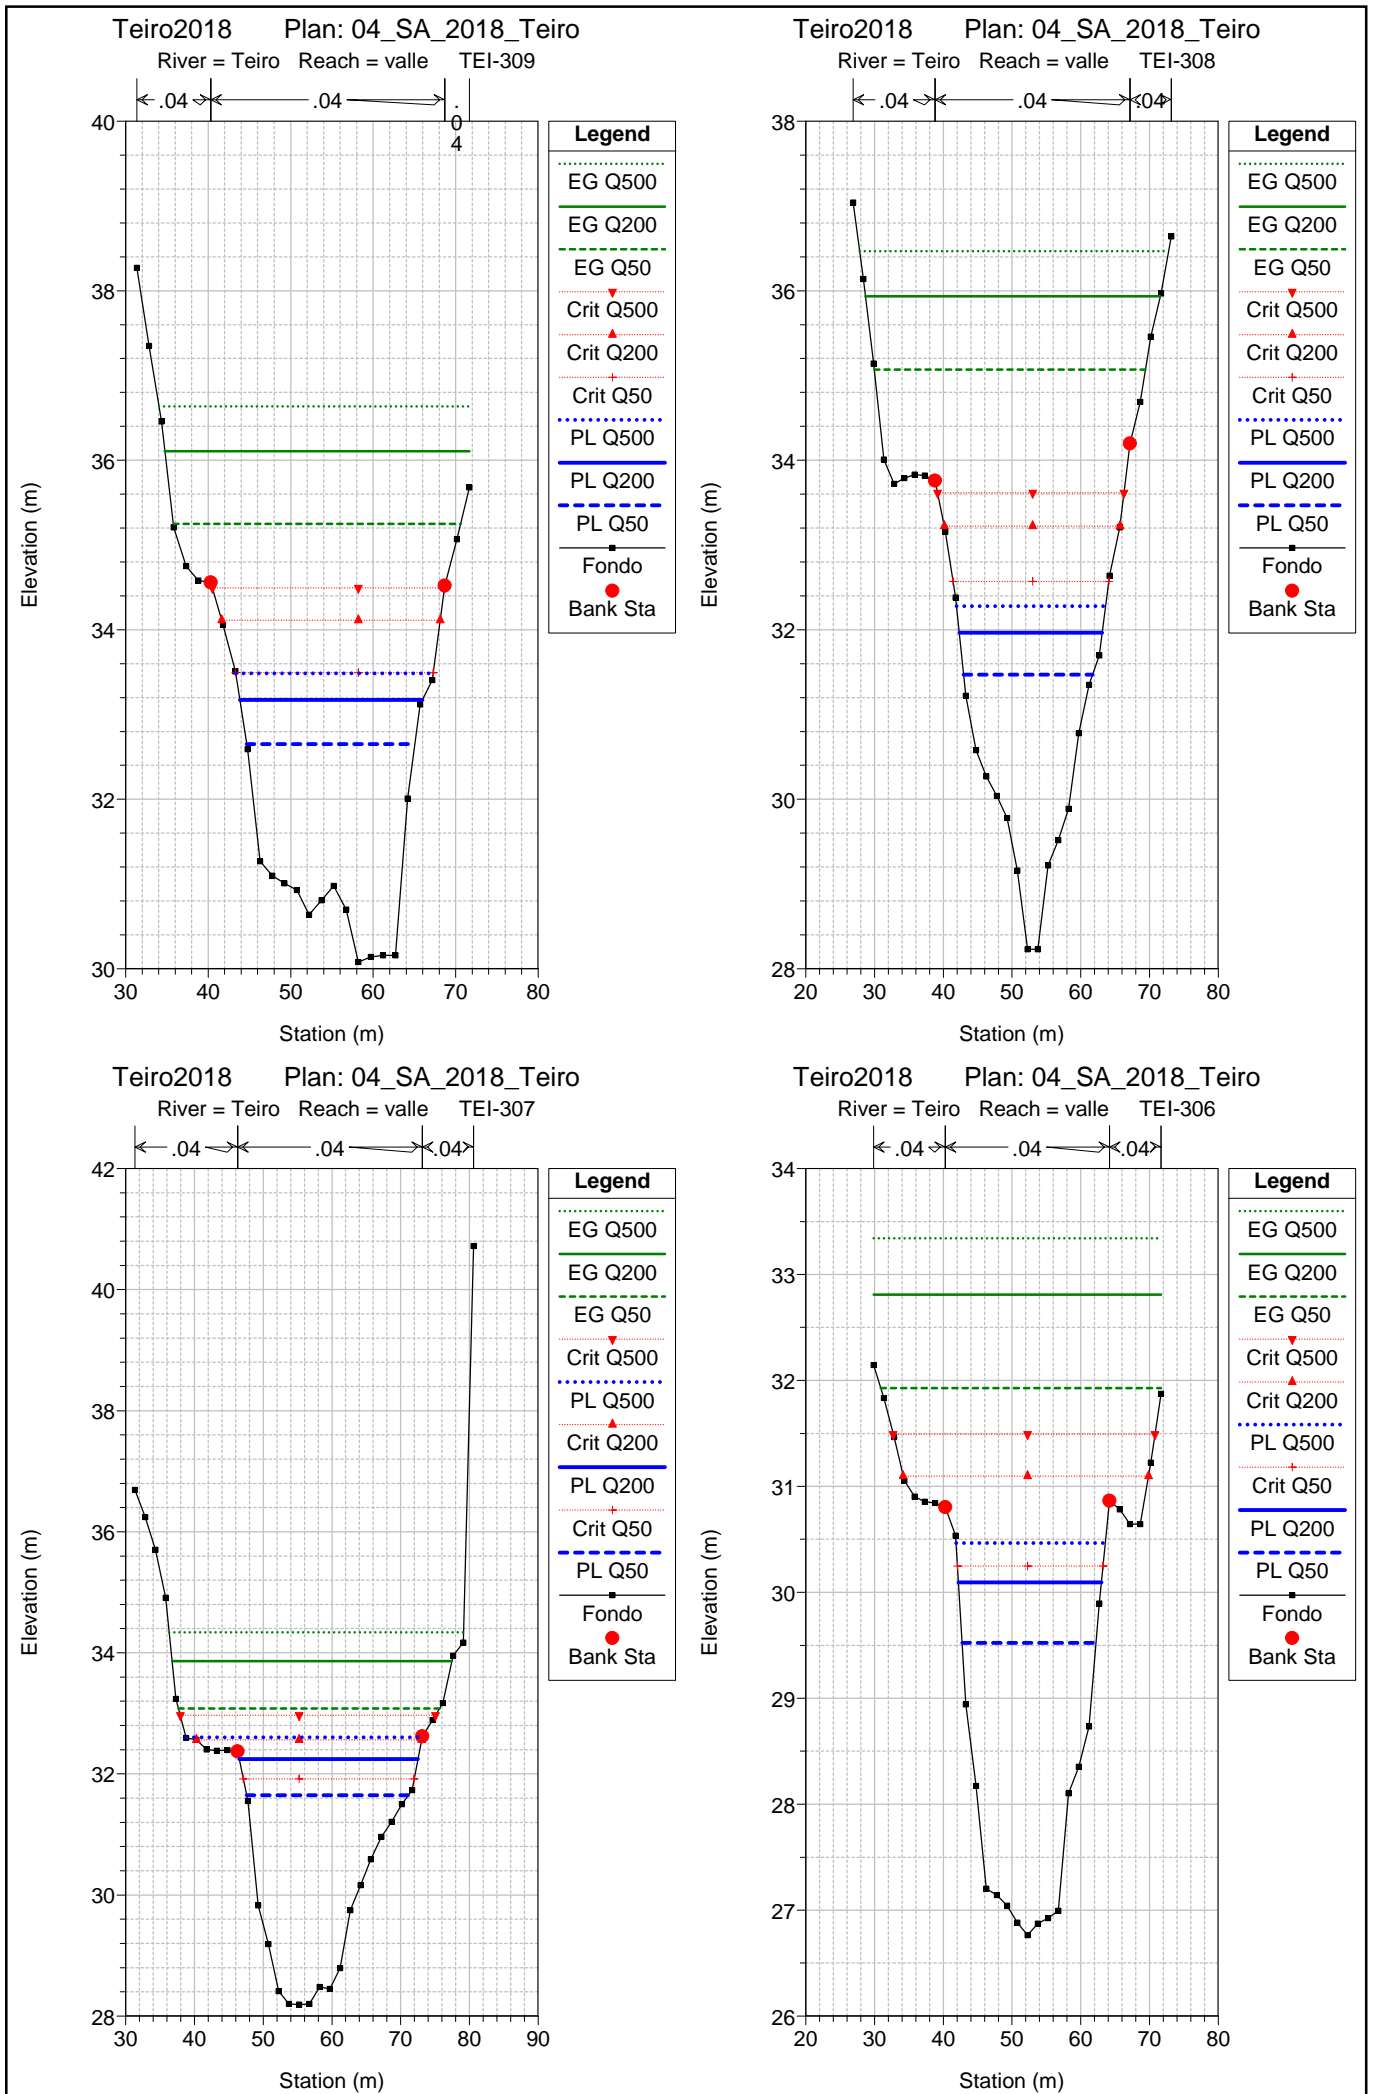 Teiro2018 Plan: 04_SA_2018_Teiro
River = Teiro Reach = valle TEI-309
.04 .04 .04
Elevation (m)
40
38
36
34
32
30
30 40 50 60 70 80
Station (m)
Legend
EG Q500
EG Q200
EG Q50
Crit Q500
Crit Q200
Crit Q50
PL Q500
PL Q200
PL Q50
Fondo
Bank Sta
Teiro2018 Plan: 04_SA_2018_Teiro
River = Teiro Reach = valle TEI-308
.04 .04 .04
Elevation (m)
38
36
34
32
30
28
20 30 40 50 60 70 80
Station (m)
Legend
EG Q500
EG Q200
EG Q50
Crit Q500
Crit Q200
Crit Q50
PL Q500
PL Q200
PL Q50
Fondo
Bank Sta
Teiro2018 Plan: 04_SA_2018_Teiro
River = Teiro Reach = valle TEI-307
.04 .04 .04
Elevation (m)
42
40
38
36
34
32
30
28
30 40 50 60 70 80 90
Station (m)
Legend
EG Q500
EG Q200
EG Q50
Crit Q500
PL Q500
Crit Q200
PL Q200
Crit Q50
PL Q50
Fondo
Bank Sta
Teiro2018 Plan: 04_SA_2018_Teiro
River = Teiro Reach = valle TEI-306
.04 .04 .04
Elevation (m)
34
33
32
31
30
29
28
27
26
20 30 40 50 60 70 80
Station (m)
Legend
EG Q500
EG Q200
EG Q50
Crit Q500
Crit Q200
PL Q500
Crit Q50
PL Q200
PL Q50
Fondo
Bank Sta